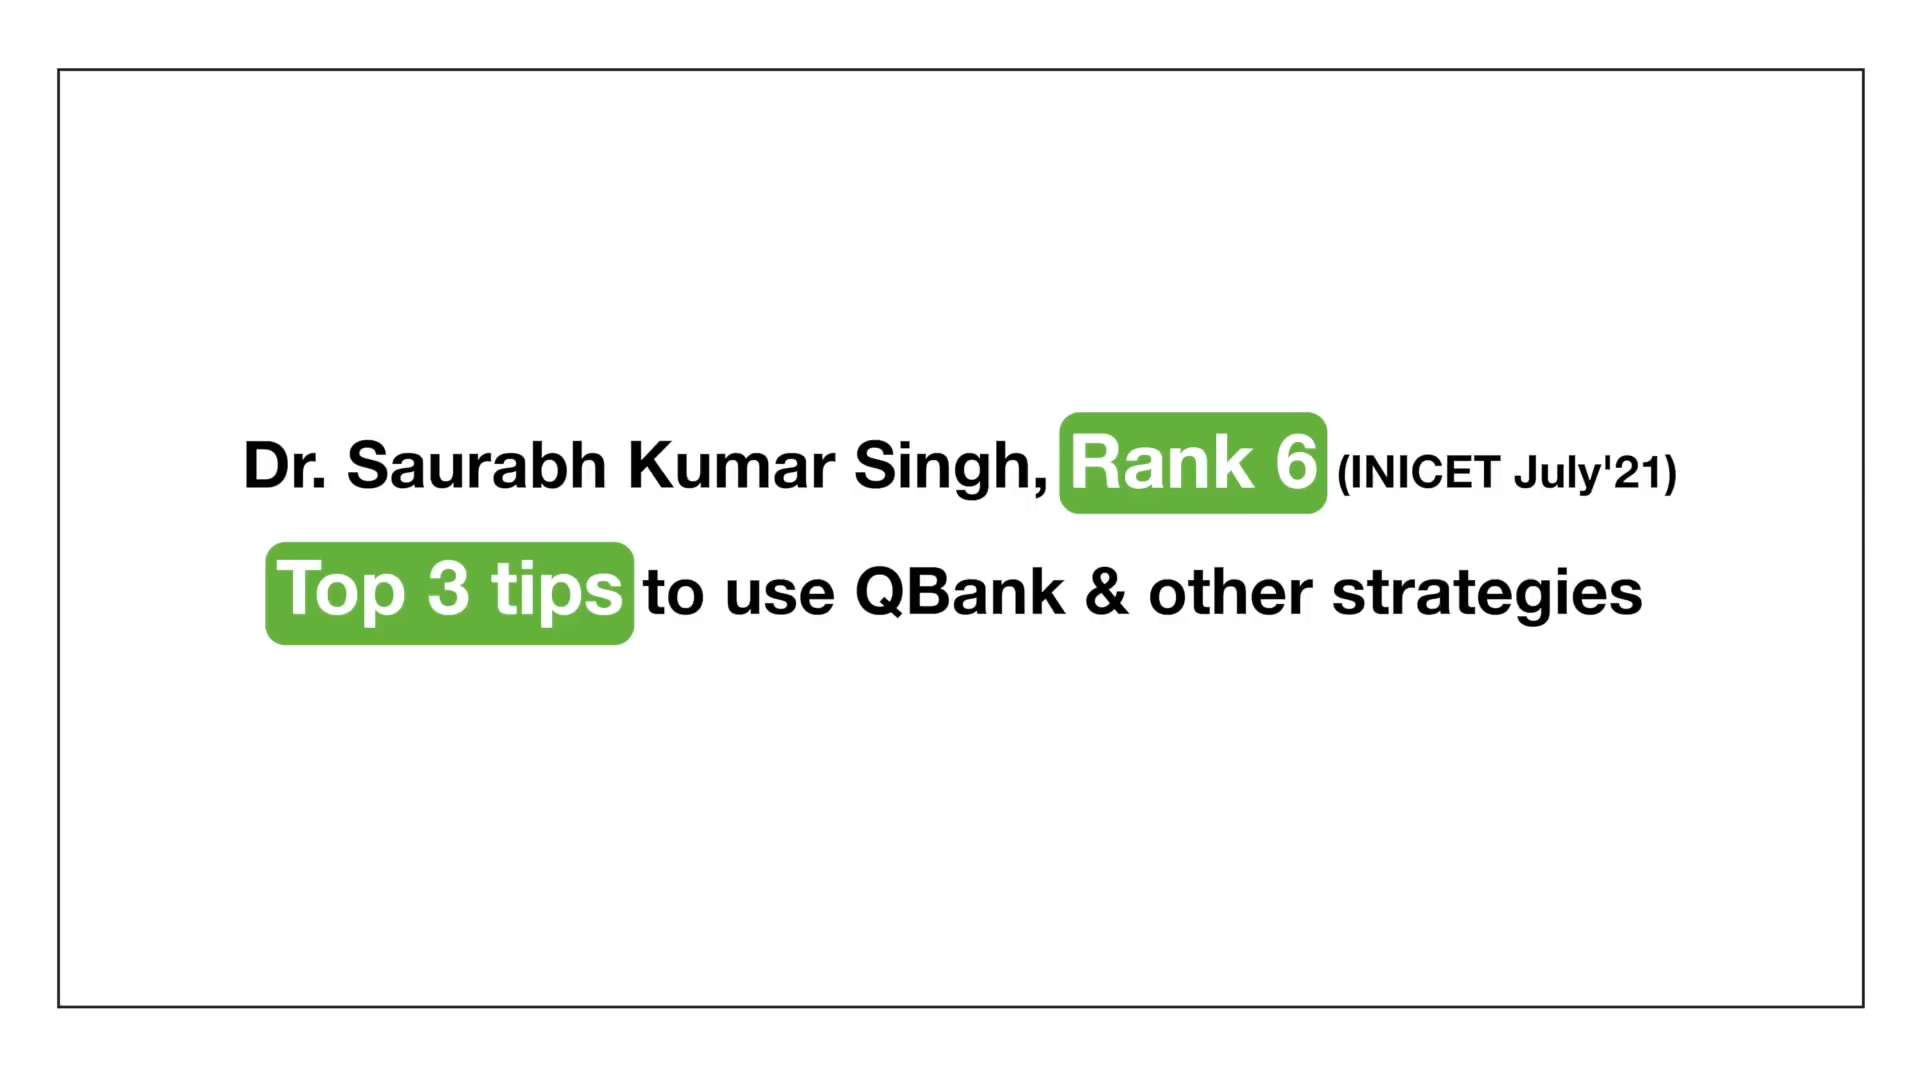 Dr. Saurabh Kumar Singh, Rank 6 (INICET July'21)
Top 3 tips to use QBank & other strategies